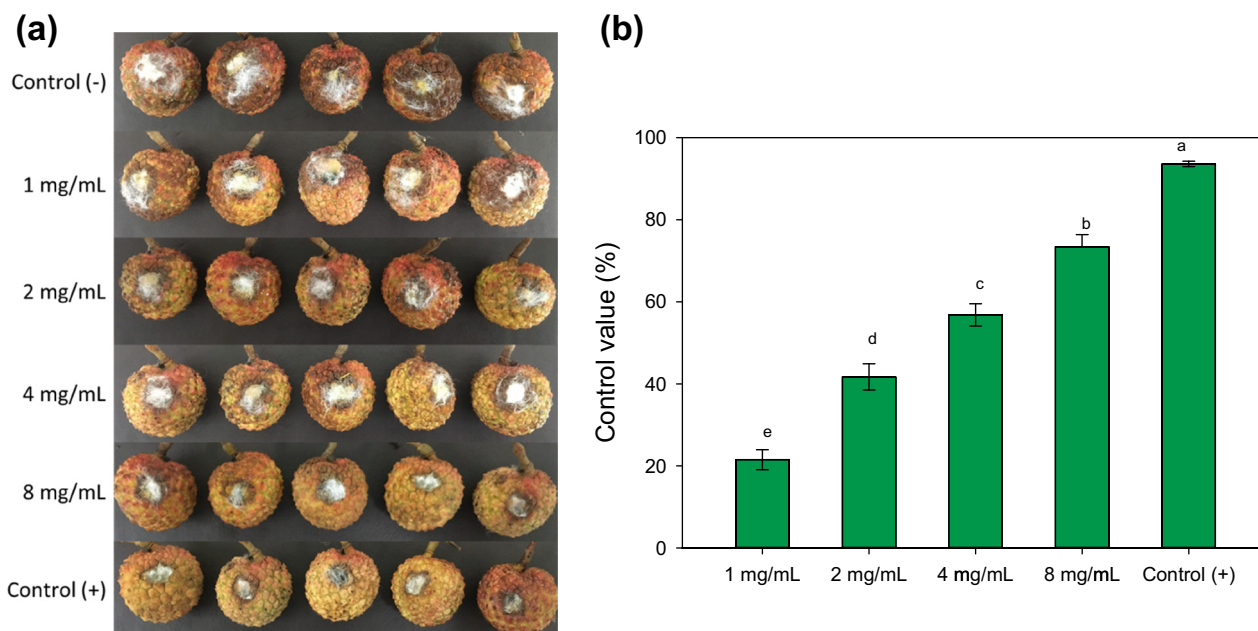 (a)
Control (-)
1 mg/mL
2 mg/mL
4 mg/mL
8 mg/mL
Control (+)
(b)
Control value (%)
100
80
60
40
20
0
e
d
c
b
a
1 mg/mL 2 mg/mL 4 mg/mL 8 mg/mL Control (+)